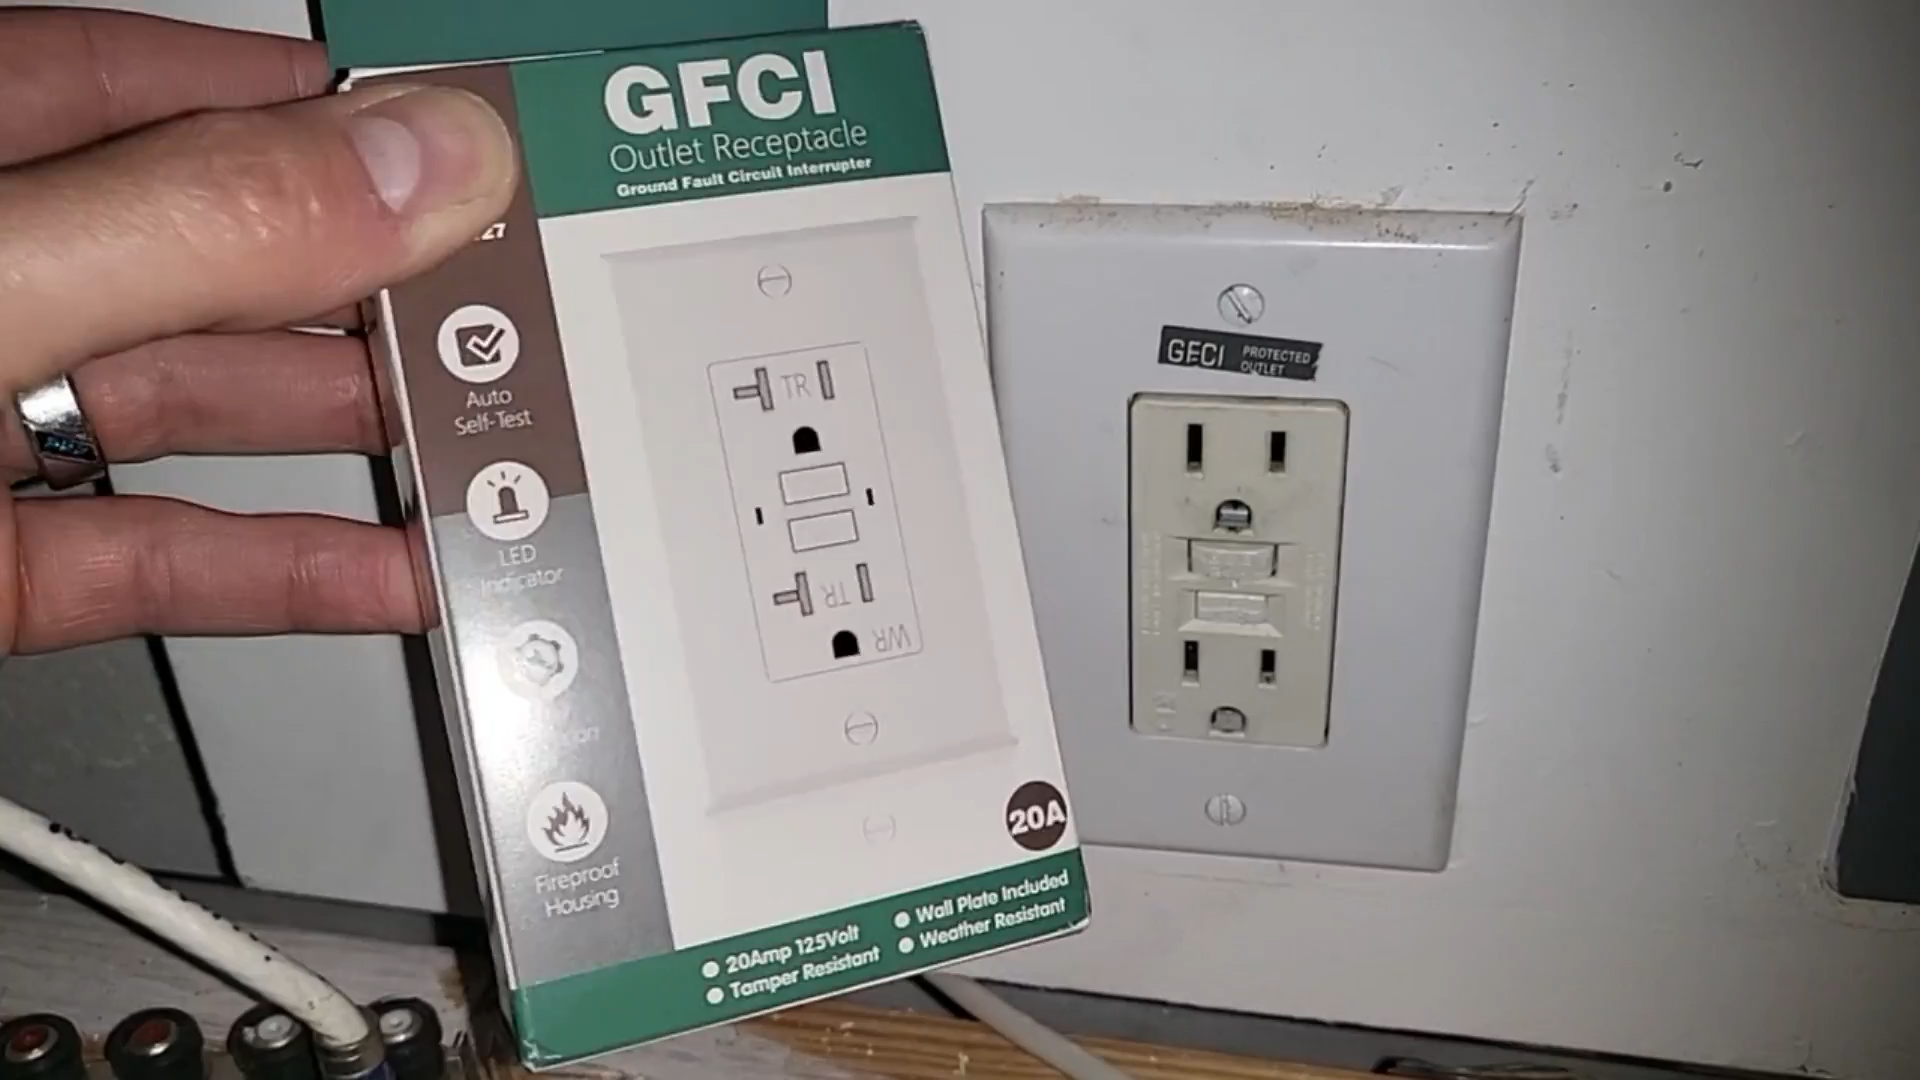 GFCI
Outlet Receptacle
Ground Fault Circuit Interrupter
27
Auto
Self-Test
LED
Indicator
Fireproof
Housing
TR
TR
WR
20A
20Amp 125Volt
Tamper Resistant
Wall Plate Included
Weather Resistant
GFCI PROTECTED
OUTLET